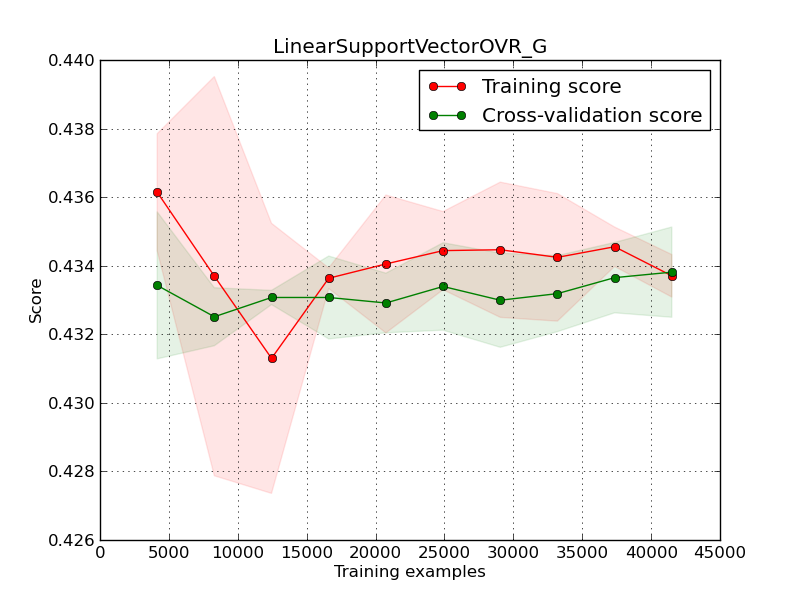 LinearSupportVectorOVR_G
0.440
0.438
0.436
0.434
0.432
0.430
0.428
0.426
Score
Training score
Cross-validation score
0 5000 10000 15000 20000 25000 30000 35000 40000 45000
Training examples